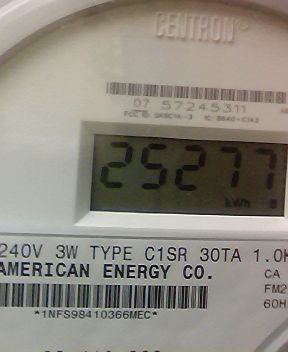 CENTRON®
07 57245311
25277
kWh
240V 3W TYPE C1SR 30TA 1.0K
AMERICAN ENERGY CO.
CA
FM2
60H
*1NFS98410366MEC*